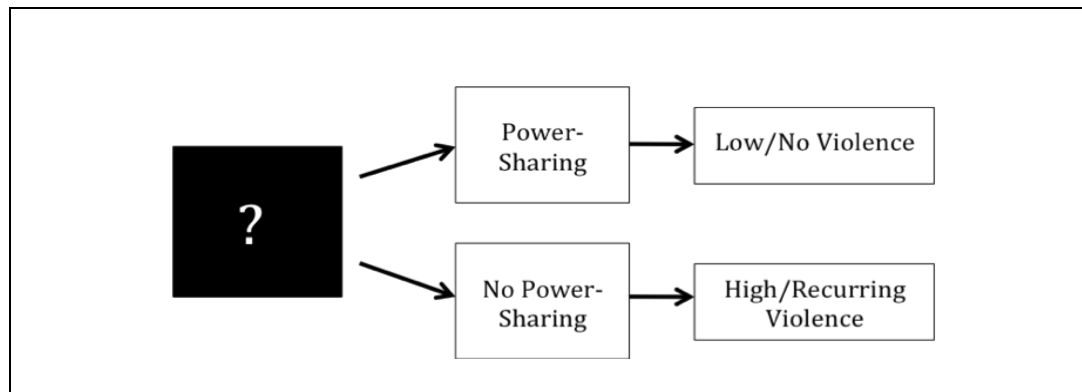 ?
Power-
Sharing
Low/No Violence
No Power-
Sharing
High/Recurring
Violence